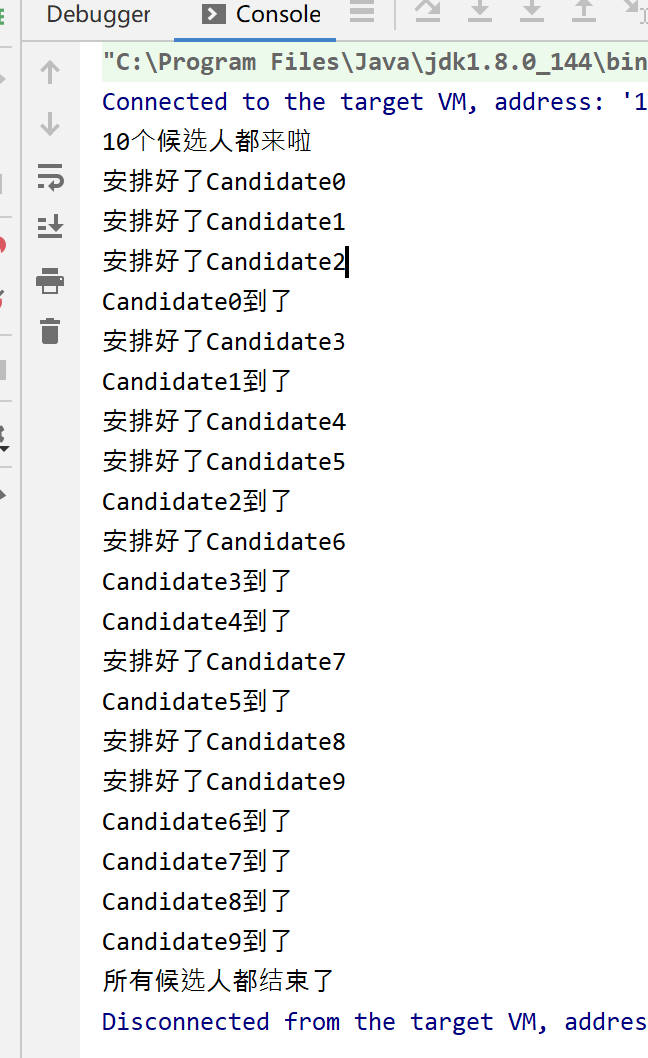 Debugger Console
"C:\Program Files\Java\jdk1.8.0_144\bin
Connected to the target VM, address: '1
10个候选人都来啦
安排好了Candidate0
安排好了Candidate1
安排好了Candidate2
Candidate0到了
安排好了Candidate3
Candidate1到了
安排好了Candidate4
安排好了Candidate5
Candidate2到了
安排好了Candidate6
Candidate3到了
Candidate4到了
安排好了Candidate7
Candidate5到了
安排好了Candidate8
安排好了Candidate9
Candidate6到了
Candidate7到了
Candidate8到了
Candidate9到了
所有候选人都结束了
Disconnected from the target VM, addres